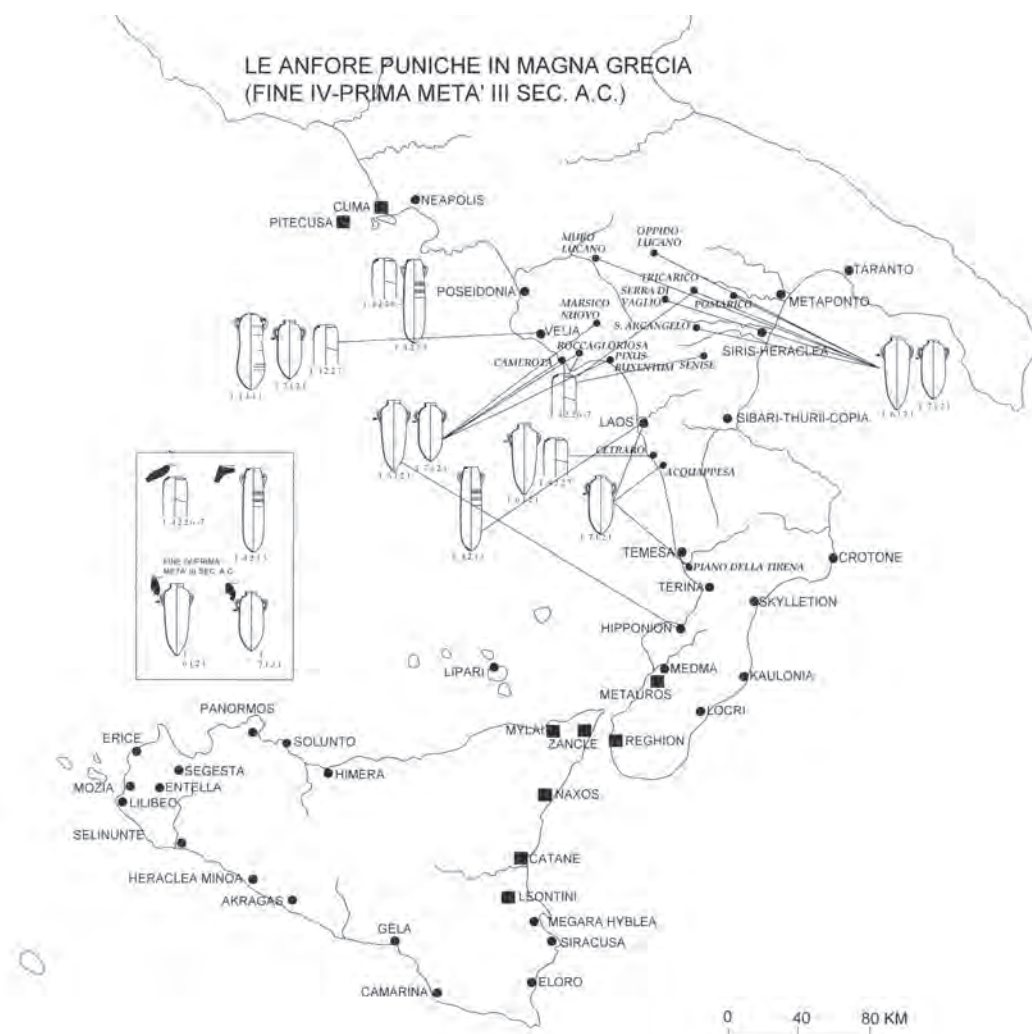 LE ANFORE PUNICHE IN MAGNA GRECIA
(FINE IV-PRIMA META' III SEC. A.C.)
NEAPOLIS
CUMA
PITECUSA
MURO
LUCANO
OPPIDO
LUCANO
TARANTO
TRICARICO
SERRA DI
VAGLIO
POMARICO
METAPONTO
POSEIDONIA
MARSICO
NUOVO
S. ARCANGELO
VELIA
SIRIS-HERACLEA
ROCCAGLORIOSA
CAMEROTA
PIXUS-
BUXENTUM
SENISE
LAOS
SIBARI-THURII-COPIA
CETRARO
ACQUAPPESA
TEMESA
PIANO DELLA TIRENA
CROTONE
TERINA
SKYLLETION
FINE IV/PRIMA
META' III SEC. A.C.
HIPPONION
LIPARI
MEDMA
METAUROS
KAULONIA
LOCRI
PANORMOS
ERICE
SOLUNTO
MYLAI
ZANCLE
REGHION
SEGESTA
HIMERA
MOZIA
ENTELLA
LILIBEO
NAXOS
SELINUNTE
CATANE
HERACLEA MINOA
LEONTINI
AKRAGAS
MEGARA HYBLEA
GELA
SIRACUSA
ELORO
CAMARINA
0 40 80 KM